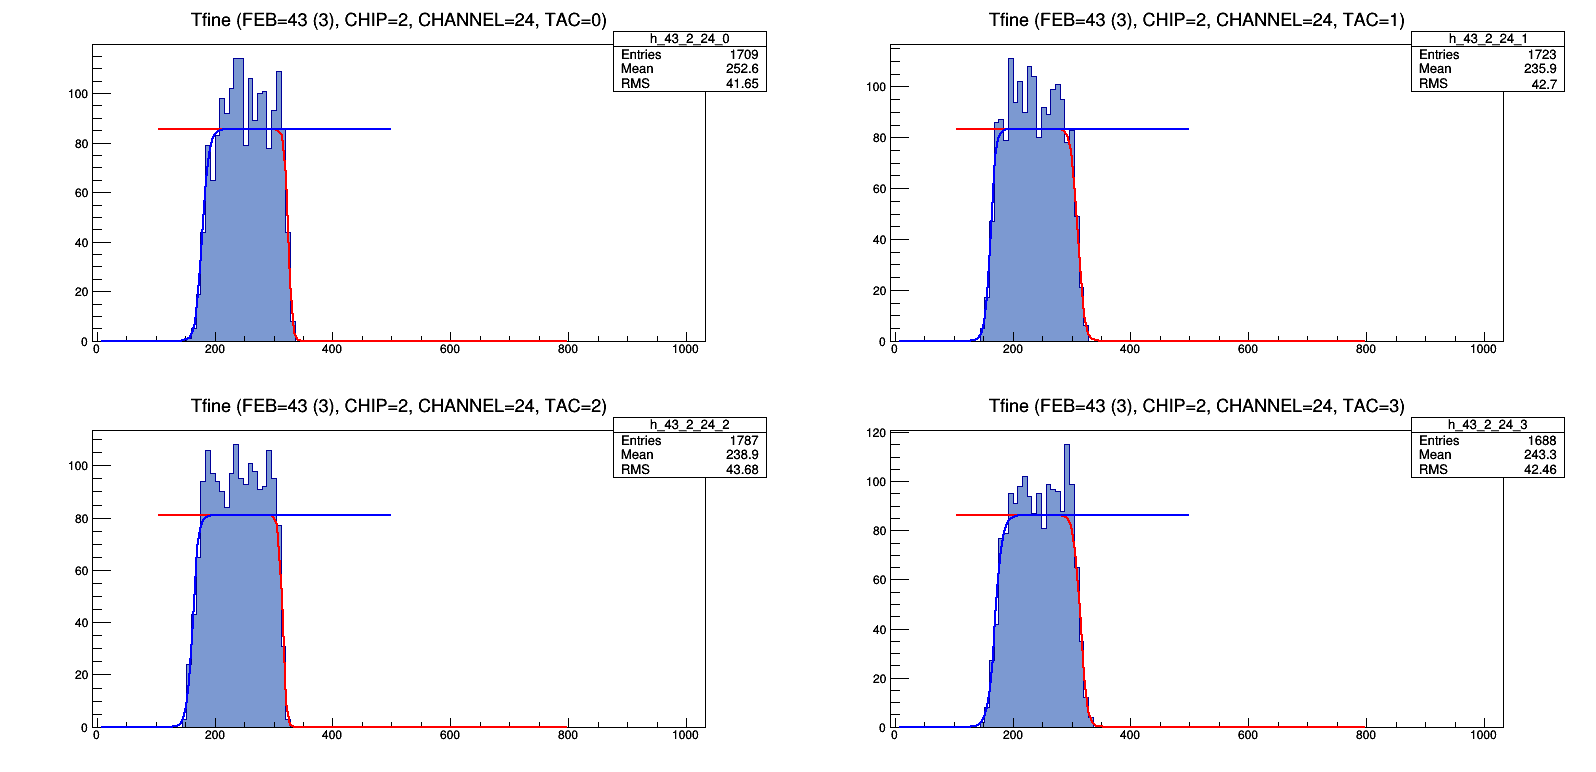 Tfine (FEB=43 (3), CHIP=2, CHANNEL=24, TAC=0)
h_43_2_24_0
Entries 1709
Mean 252.6
RMS 41.65
100
80
60
40
20
0
0 200 400 600 800 1000
Tfine (FEB=43 (3), CHIP=2, CHANNEL=24, TAC=1)
h_43_2_24_1
Entries 1723
Mean 235.9
RMS 42.7
100
80
60
40
20
0
0 200 400 600 800 1000
Tfine (FEB=43 (3), CHIP=2, CHANNEL=24, TAC=2)
h_43_2_24_2
Entries 1787
Mean 238.9
RMS 43.68
100
80
60
40
20
0
0 200 400 600 800 1000
Tfine (FEB=43 (3), CHIP=2, CHANNEL=24, TAC=3)
h_43_2_24_3
Entries 1688
Mean 243.3
RMS 42.46
120
100
80
60
40
20
0
0 200 400 600 800 1000